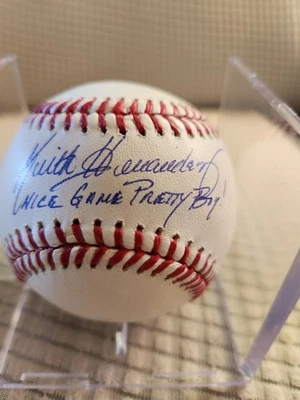 Keith Hernandez
"NICE GAME PRETTY BOY!